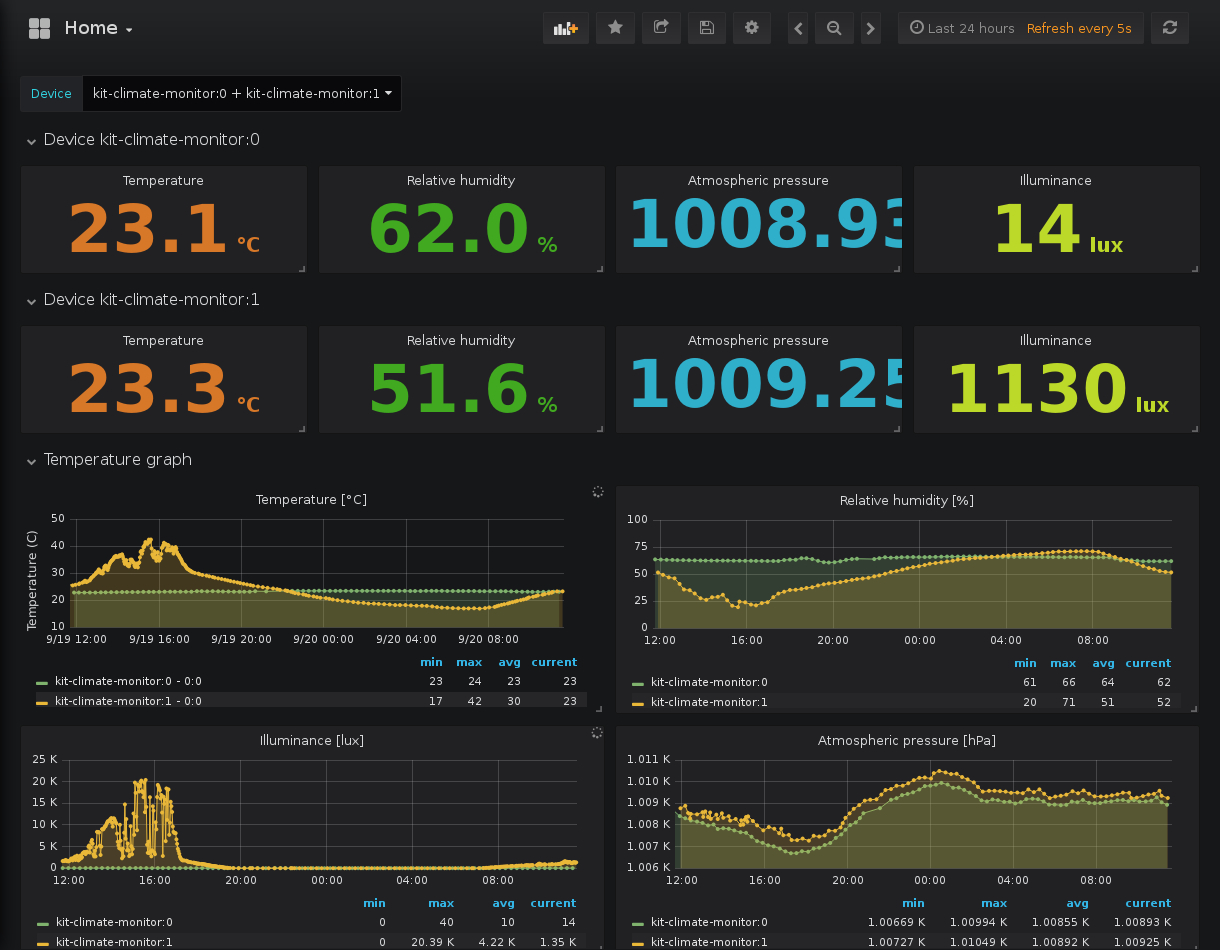 Home
Last 24 hours Refresh every 5s
Device kit-climate-monitor:0 + kit-climate-monitor:1
Device kit-climate-monitor:0
Temperature Relative humidity Atmospheric pressure Illuminance
23.1 °C 62.0 % 1008.93 14 lux
Device kit-climate-monitor:1
Temperature Relative humidity Atmospheric pressure Illuminance
23.3 °C 51.6 % 1009.25 1130 lux
Temperature graph
Temperature [°C]
Temperature (C)
50
40
30
20
10
9/19 12:00 9/19 16:00 9/19 20:00 9/20 00:00 9/20 04:00 9/20 08:00
min max avg current
kit-climate-monitor:0 - 0:0 23 24 23 23
kit-climate-monitor:1 - 0:0 17 42 30 23
Relative humidity [%]
100
75
50
25
0
12:00 16:00 20:00 00:00 04:00 08:00
min max avg current
kit-climate-monitor:0 61 66 64 62
kit-climate-monitor:1 20 71 51 52
Illuminance [lux]
25 K
20 K
15 K
10 K
5 K
0
12:00 16:00 20:00 00:00 04:00 08:00
min max avg current
kit-climate-monitor:0 0 40 10 14
kit-climate-monitor:1 0 20.39 K 4.22 K 1.35 K
Atmospheric pressure [hPa]
1.011 K
1.010 K
1.009 K
1.008 K
1.007 K
1.006 K
12:00 16:00 20:00 00:00 04:00 08:00
min max avg current
kit-climate-monitor:0 1.00669 K 1.00994 K 1.00855 K 1.00893 K
kit-climate-monitor:1 1.00727 K 1.01049 K 1.00892 K 1.00925 K